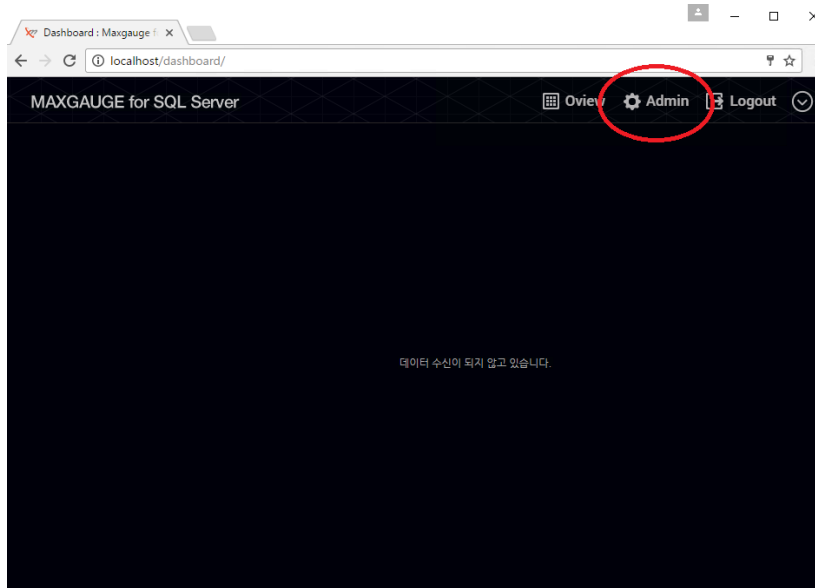 Dashboard : Maxgauge f
localhost/dashboard/
MAXGAUGE for SQL Server
Oview
Admin
Logout
데이터 수신이 되지 않고 있습니다.